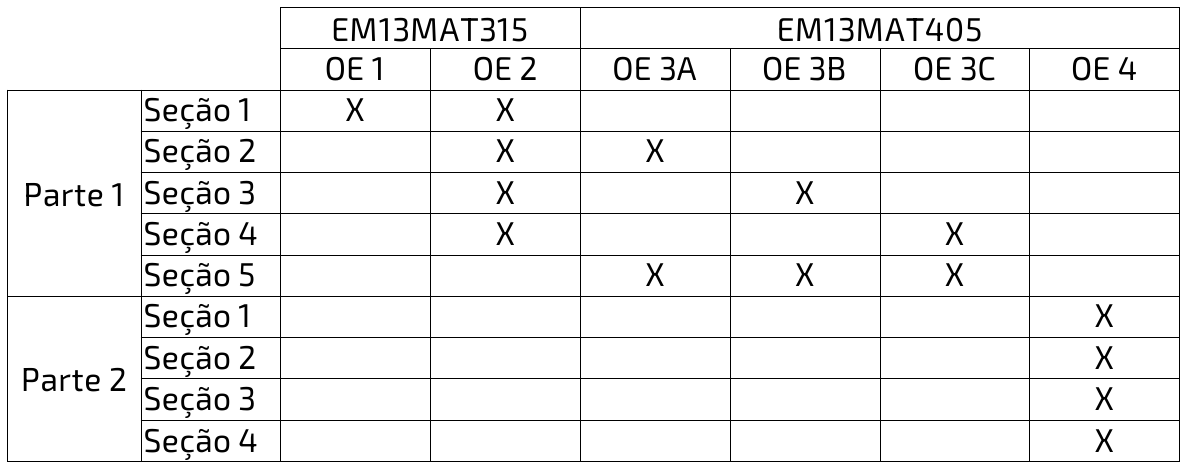 EM13MAT315 EM13MAT405
OE 1 OE 2 OE 3A OE 3B OE 3C OE 4
Parte 1
Seção 1 X X
Seção 2 X X
Seção 3 X X
Seção 4 X X
Seção 5 X X X
Parte 2
Seção 1 X
Seção 2 X
Seção 3 X
Seção 4 X